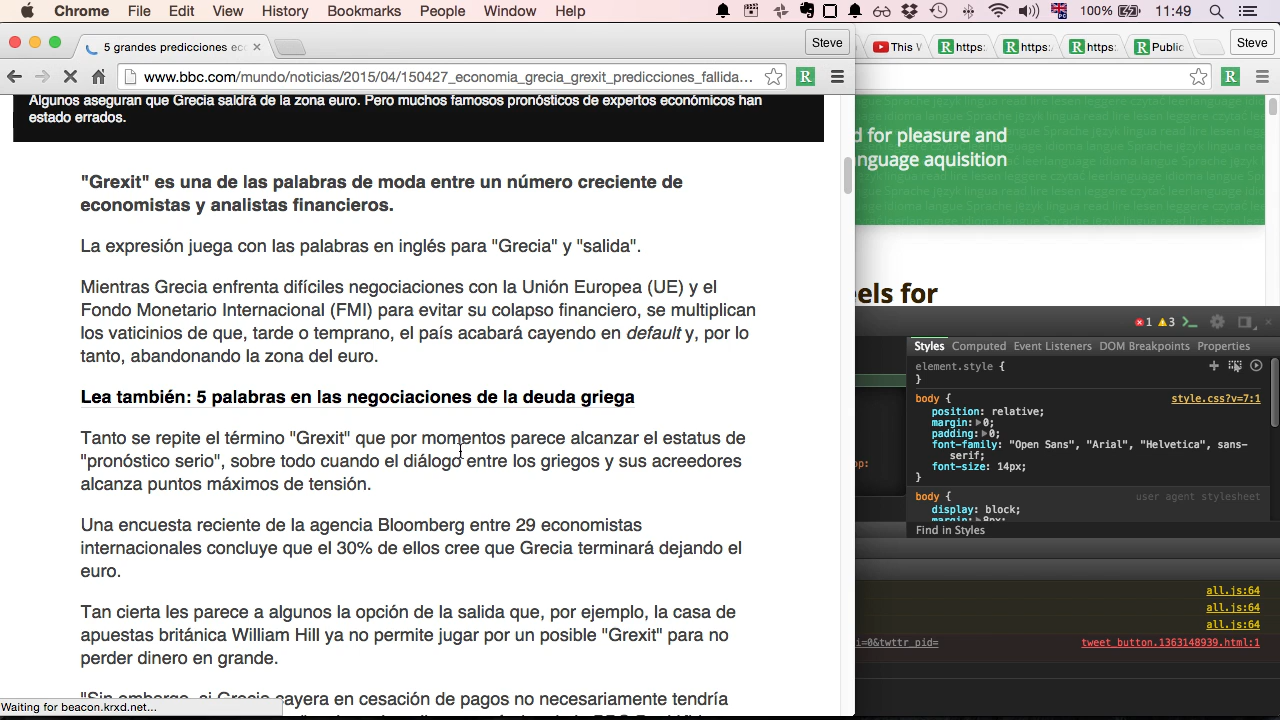 Chrome File Edit View History Bookmarks People Window Help 100% 11:49
5 grandes predicciones ec Steve
This W https: https: https: Public Steve
www.bbc.com/mundo/noticias/2015/04/150427_economia_grecia_grexit_predicciones_fallida... R
R
Algunos aseguran que Grecia saldrá de la zona euro. Pero muchos famosos pronósticos de expertos económicos han
estado errados.
"Grexit" es una de las palabras de moda entre un número creciente de
economistas y analistas financieros.
La expresión juega con las palabras en inglés para "Grecia" y "salida".
Mientras Grecia enfrenta difíciles negociaciones con la Unión Europea (UE) y el
Fondo Monetario Internacional (FMI) para evitar su colapso financiero, se multiplican
los vaticinios de que, tarde o temprano, el país acabará cayendo en default y, por lo
tanto, abandonando la zona del euro.
Lea también: 5 palabras en las negociaciones de la deuda griega
Tanto se repite el término "Grexit" que por momentos parece alcanzar el estatus de
"pronóstico serio", sobre todo cuando el diálogo entre los griegos y sus acreedores
alcanza puntos máximos de tensión.
Una encuesta reciente de la agencia Bloomberg entre 29 economistas
internacionales concluye que el 30% de ellos cree que Grecia terminará dejando el
euro.
Tan cierta les parece a algunos la opción de la salida que, por ejemplo, la casa de
apuestas británica William Hill ya no permite jugar por un posible "Grexit" para no
perder dinero en grande.
"Sin embargo, si Grecia cayera en cesación de pagos no necesariamente tendría
Waiting for beacon.krxd.net...
d for pleasure and
nguage aquisition
els for
1 3
Styles Computed Event Listeners DOM Breakpoints Properties
element.style {
}
body { style.css?v=7:1
position: relative;
margin: 0;
padding: 0;
font-family: "Open Sans", "Arial", "Helvetica", sans-
serif;
font-size: 14px;
}
body { user agent stylesheet
display: block;
margin: 8px;
Find in Styles
op:
all.js:64
all.js:64
all.js:64
i=0&twttr_pid= tweet_button.1363148939.html:1